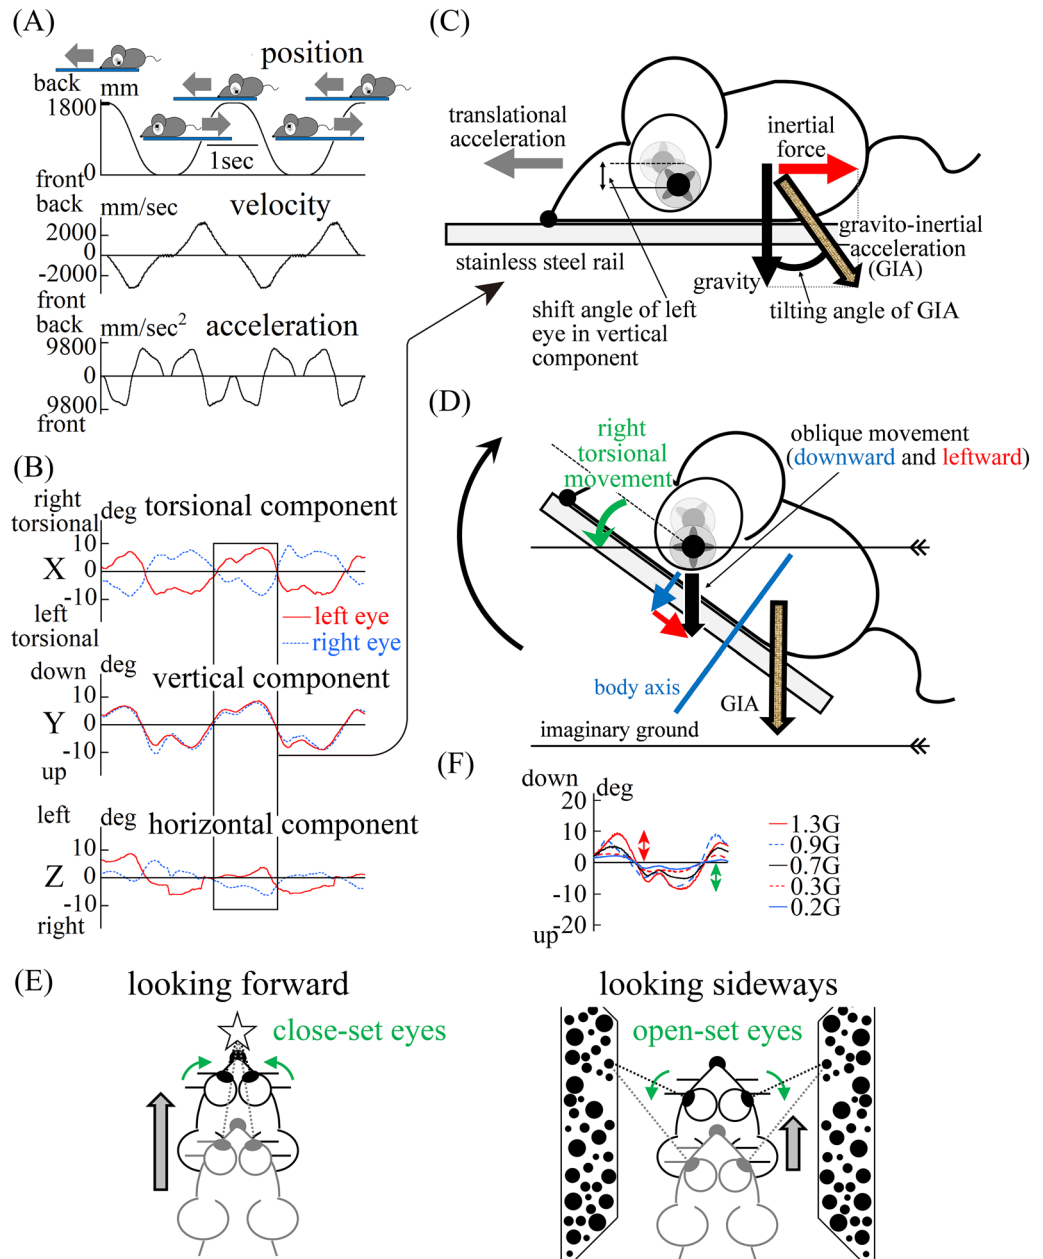 (A)
position
back
mm
1800
0
1sec
front
back
mm/sec
velocity
2000
0
-2000
front
back
mm/sec2
acceleration
9800
0
9800
front
(B)
right
torsional
deg
torsional component
10
X 0
-10
left
torsional
left eye
right eye
down
deg
vertical component
10
Y 0
-10
up
left
deg
horizontal component
10
Z 0
-10
right
(C)
translational
acceleration
inertial
force
gravito-inertial
acceleration
(GIA)
stainless steel rail
gravity
tilting angle of GIA
shift angle of left
eye in vertical
component
(D)
right
torsional
movement
oblique movement
(downward and leftward)
body axis
GIA
imaginary ground
(F)
down
deg
20
10
0
-10
-20
up
1.3G
0.9G
0.7G
0.3G
0.2G
(E)
looking forward
close-set eyes
looking sideways
open-set eyes